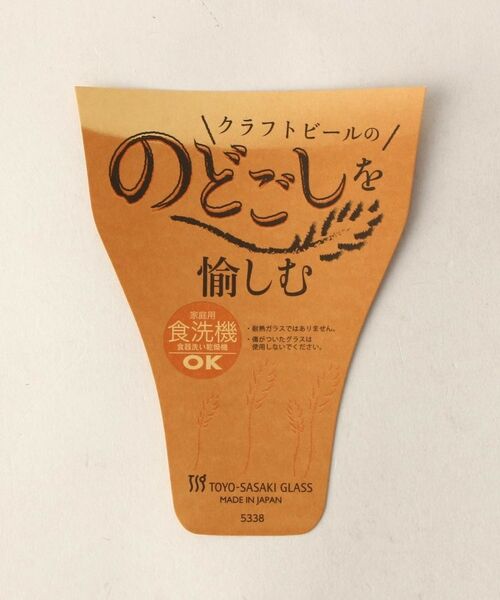 クラフトビールの
のどごしを
愉しむ
家庭用
食洗機
食器洗い乾燥機
OK
・耐熱ガラスではありません。
・傷がついたグラスは
使用しないでください。
TOYO-SASAKI GLASS
MADE IN JAPAN
5338